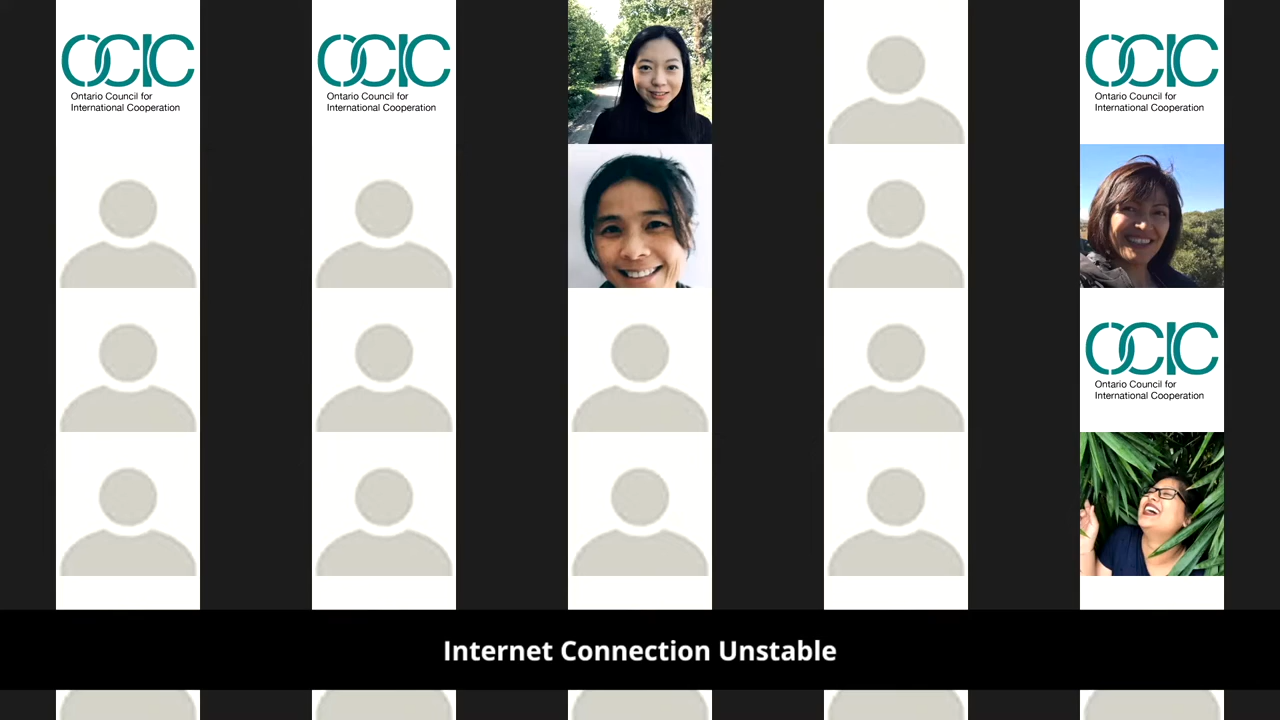 OCIC
Ontario Council for
International Cooperation
OCIC
Ontario Council for
International Cooperation
OCIC
Ontario Council for
International Cooperation
OCIC
Ontario Council for
International Cooperation
Internet Connection Unstable